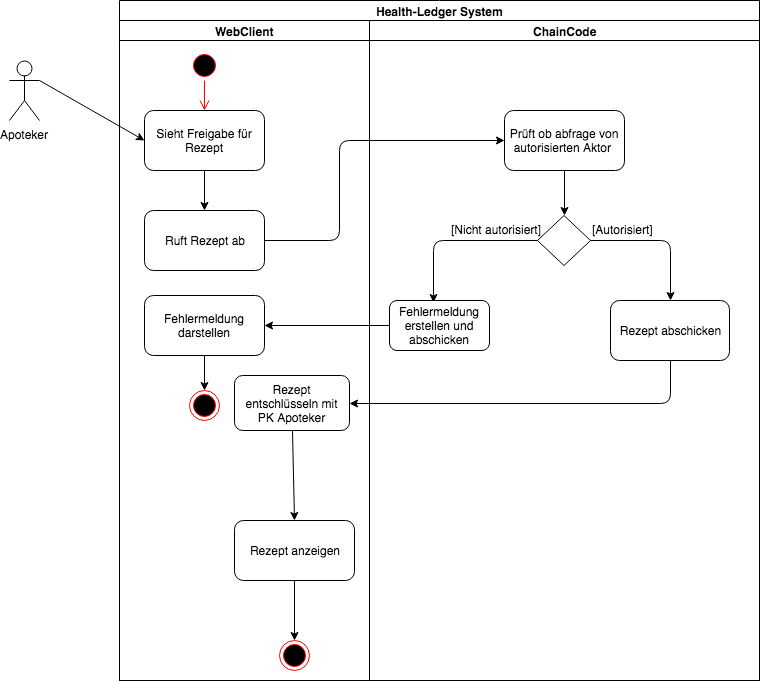 Health-Ledger System
WebClient
ChainCode
Apoteker
Sieht Freigabe für
Rezept
Prüft ob abfrage von
autorisierten Aktor
Ruft Rezept ab
[Nicht autorisiert]
[Autorisiert]
Fehlermeldung
darstellen
Fehlermeldung
erstellen und
abschicken
Rezept abschicken
Rezept
entschlüseln mit
PK Apoteker
Rezept anzeigen